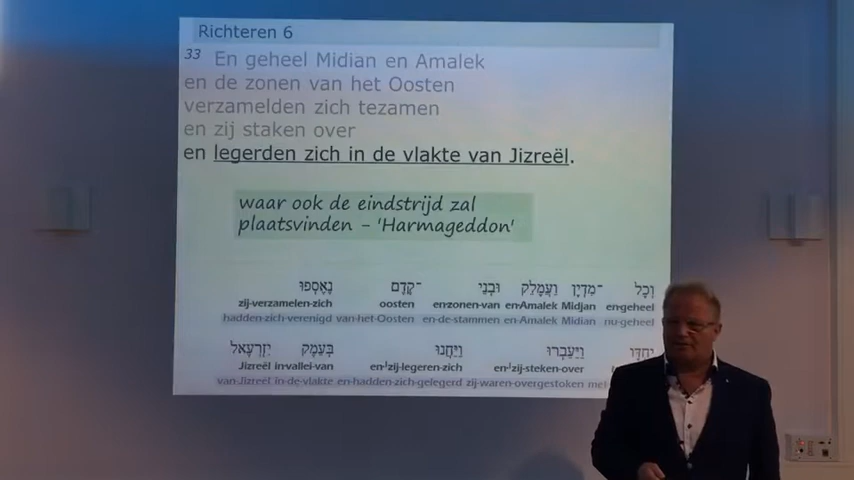 Richteren 6
33 En geheel Midian en Amalek
en de zonen van het Oosten
verzamelden zich tezamen
en zij staken over
en legerden zich in de vlakte van Jizreël.
waar ook de eindstrijd zal
plaatsvinden – 'Harmageddon'
וְכָל ־מִדְיָן וַעֲמָלֵק וּבְנֵי ־קֶדֶם נֶאֶסְפוּ
zij-verzamelen-zich oosten en-zonen-van en-Amalek Midjan en-geheel
hadden-zich-verenigd van-het-Oosten en-de-stammen en-Amalek Midian nu-geheel
יַחְדָּו וַיַּעַבְרוּ וַיַּחֲנוּ בְּעֵמֶק יִזְרְעֶאל
Jizreël in-vallei-van en-zij-legeren-zich en-zij-steken-over
van-Jizreël in-de-vlakte en-hadden-zich-gelegerd zij-waren-overgestoken